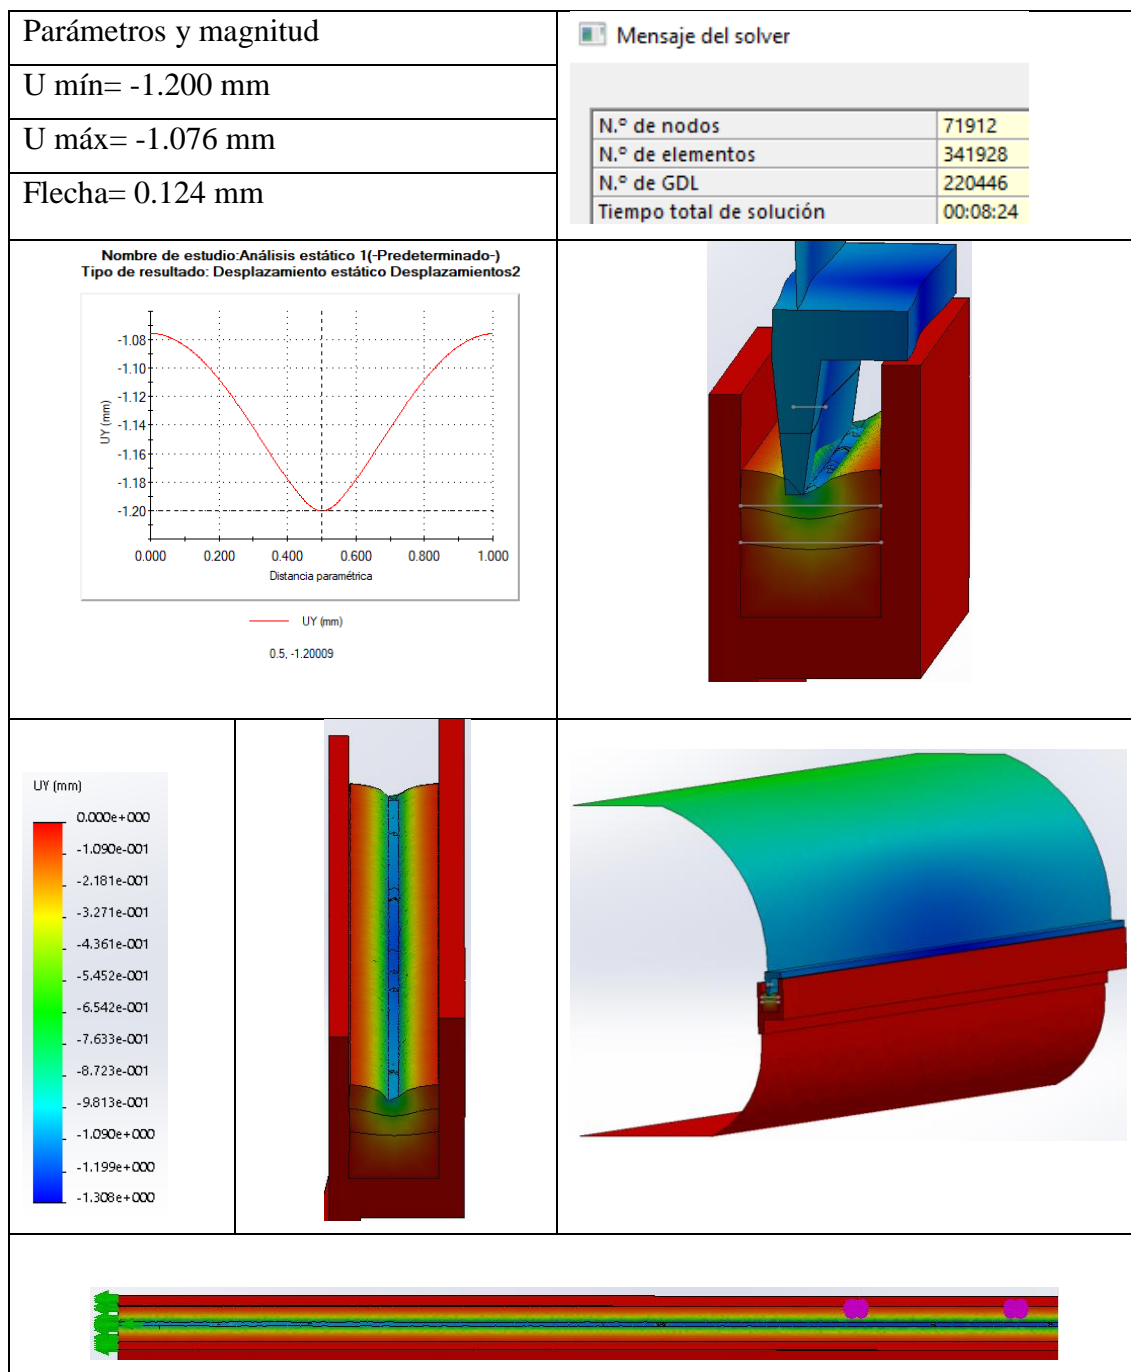 Parámetros y magnitud
U mín= -1.200 mm
U máx= -1.076 mm
Flecha= 0.124 mm
Mensaje del solver
N.º de nodos 71912
N.º de elementos 341928
N.º de GDL 220446
Tiempo total de solución 00:08:24
Nombre de estudio:Análisis estático 1(-Predeterminado-)
Tipo de resultado: Desplazamiento estático Desplazamientos2
UY (mm)
-1.08
-1.10
-1.12
-1.14
-1.16
-1.18
-1.20
0.000 0.200 0.400 0.600 0.800 1.000
Distancia paramétrica
UY (mm)
0.5, -1.20009
UY (mm)
0.000e+000
-1.090e-001
-2.181e-001
-3.271e-001
-4.361e-001
-5.452e-001
-6.542e-001
-7.633e-001
-8.723e-001
-9.813e-001
-1.090e+000
-1.199e+000
-1.308e+000